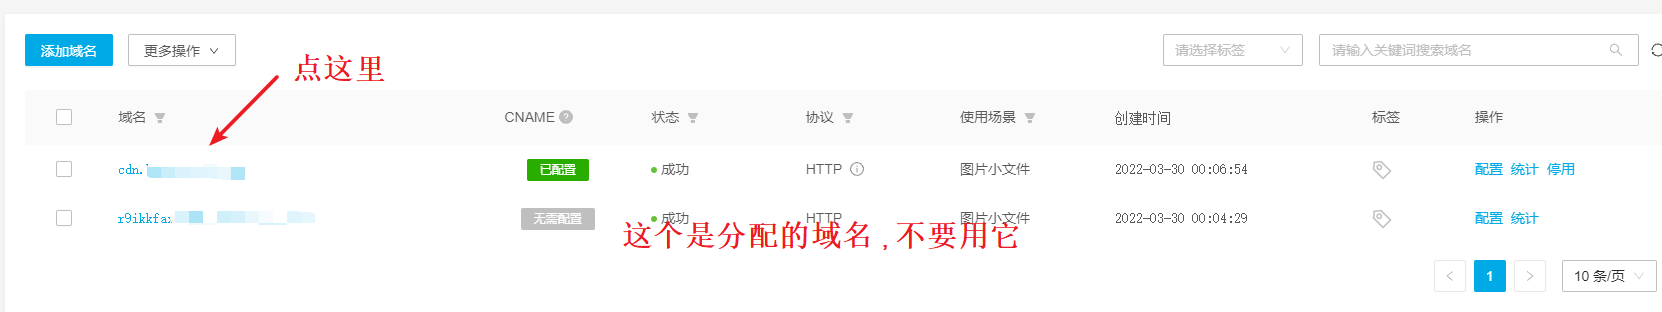 添加域名 更多操作 请选择标签 请输入关键词搜索域名
点这里
域名 CNAME 状态 协议 使用场景 创建时间 标签 操作
cdn. 已配置 成功 HTTP 图片小文件 2022-03-30 00:06:54 配置 统计 停用
r9ikkfa 无需配置 成功 HTTP 图片小文件 2022-03-30 00:04:29 配置 统计
这个是分配的域名,不要用它
1 10 条/页